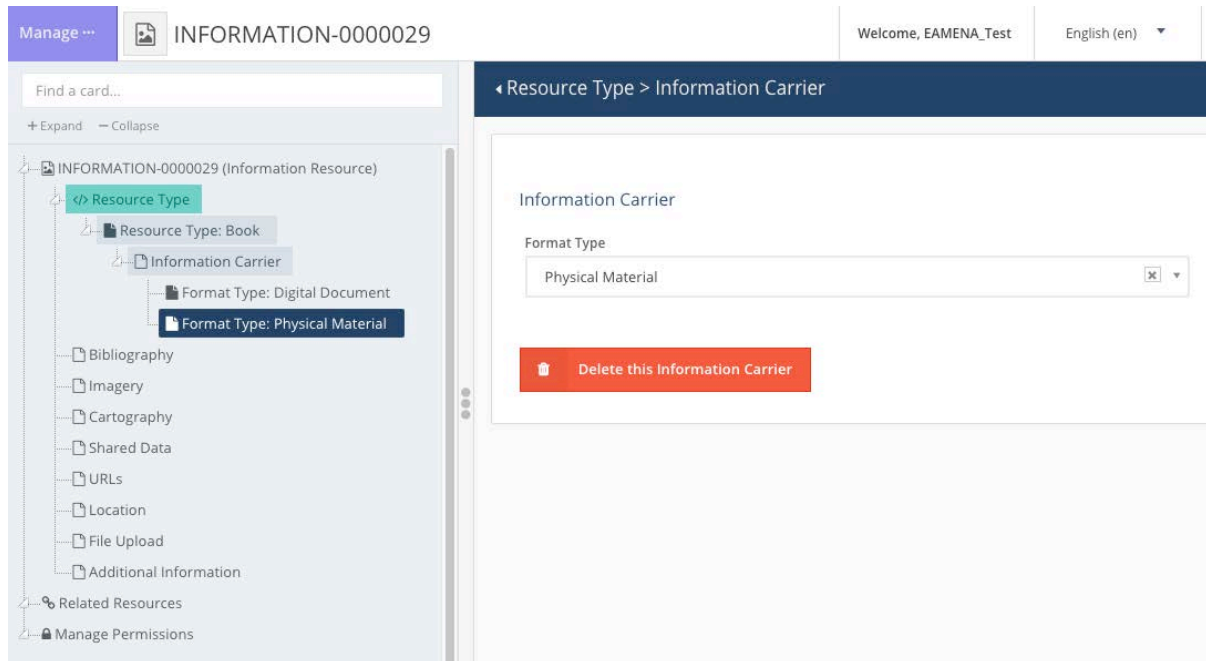 Manage ...
INFORMATION-0000029
Welcome, EAMENA_Test
English (en)
Find a card...
+ Expand - Collapse
INFORMATION-0000029 (Information Resource)
</> Resource Type
Resource Type: Book
Information Carrier
Format Type: Digital Document
Format Type: Physical Material
Bibliography
Imagery
Cartography
Shared Data
URLs
Location
File Upload
Additional Information
Related Resources
Manage Permissions
Resource Type > Information Carrier
Information Carrier
Format Type
Physical Material
Delete this Information Carrier